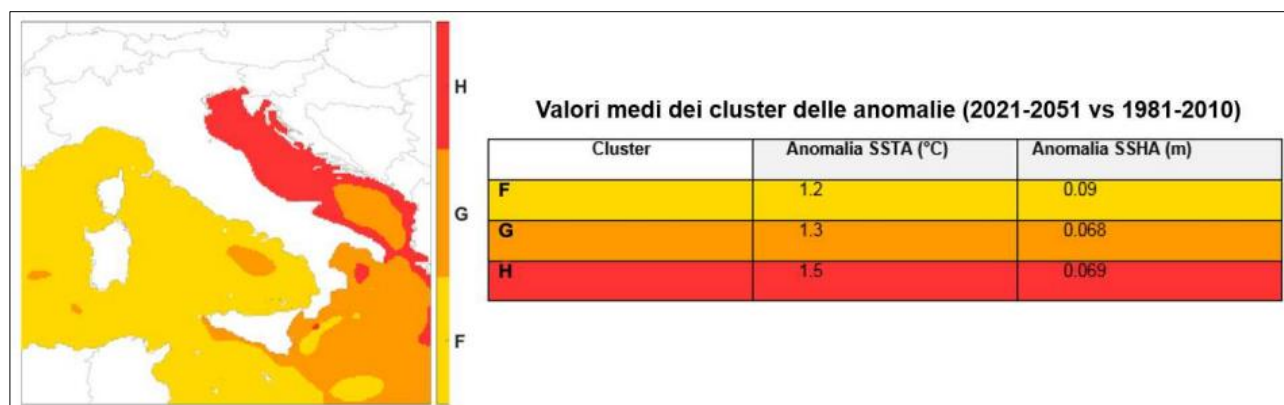 H
G
F
Valori medi dei cluster delle anomalie (2021-2051 vs 1981-2010)
Cluster Anomalia SSTA (°C) Anomalia SSHA (m)
F 1.2 0.09
G 1.3 0.068
H 1.5 0.069